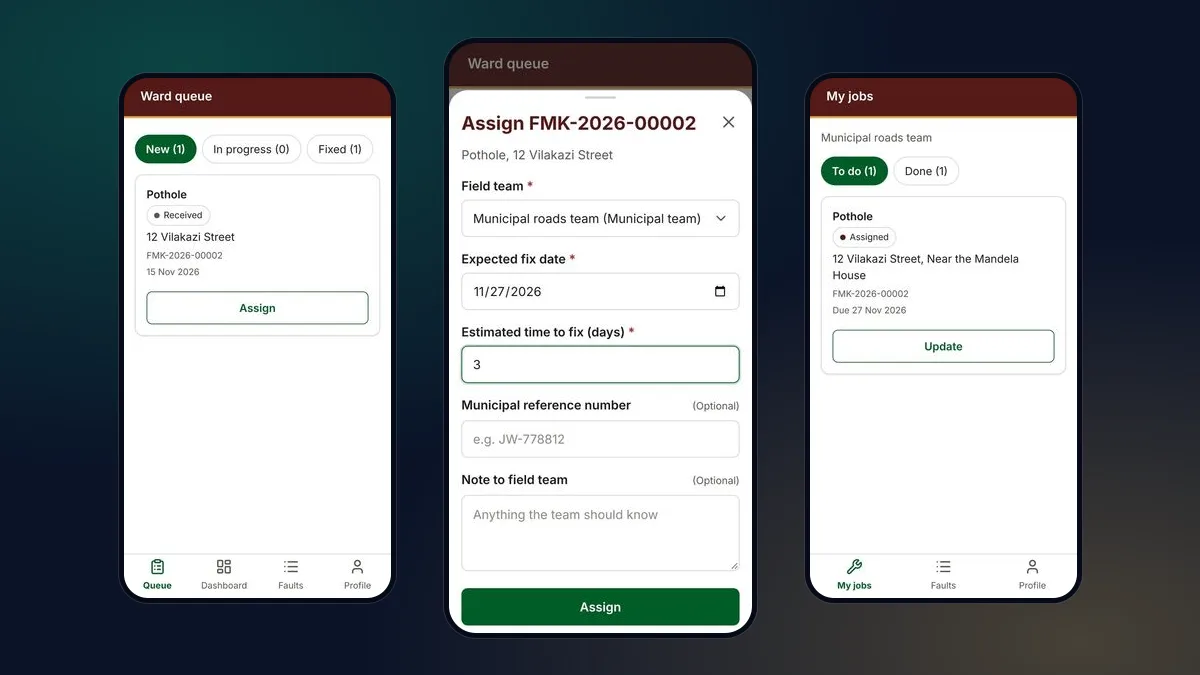 Ward queue
New (1)
In progress (0)
Fixed (1)
Pothole
Received
12 Vilakazi Street
FMK-2026-00002
15 Nov 2026
Assign
Queue
Dashboard
Faults
Profile
Ward queue
Assign FMK-2026-00002
Pothole, 12 Vilakazi Street
Field team *
Municipal roads team (Municipal team)
Expected fix date *
11/27/2026
Estimated time to fix (days) *
3
Municipal reference number (Optional)
e.g. JW-778812
Note to field team (Optional)
Anything the team should know
Assign
My jobs
Municipal roads team
To do (1)
Done (1)
Pothole
Assigned
12 Vilakazi Street, Near the Mandela
House
FMK-2026-00002
Due 27 Nov 2026
Update
My jobs
Faults
Profile